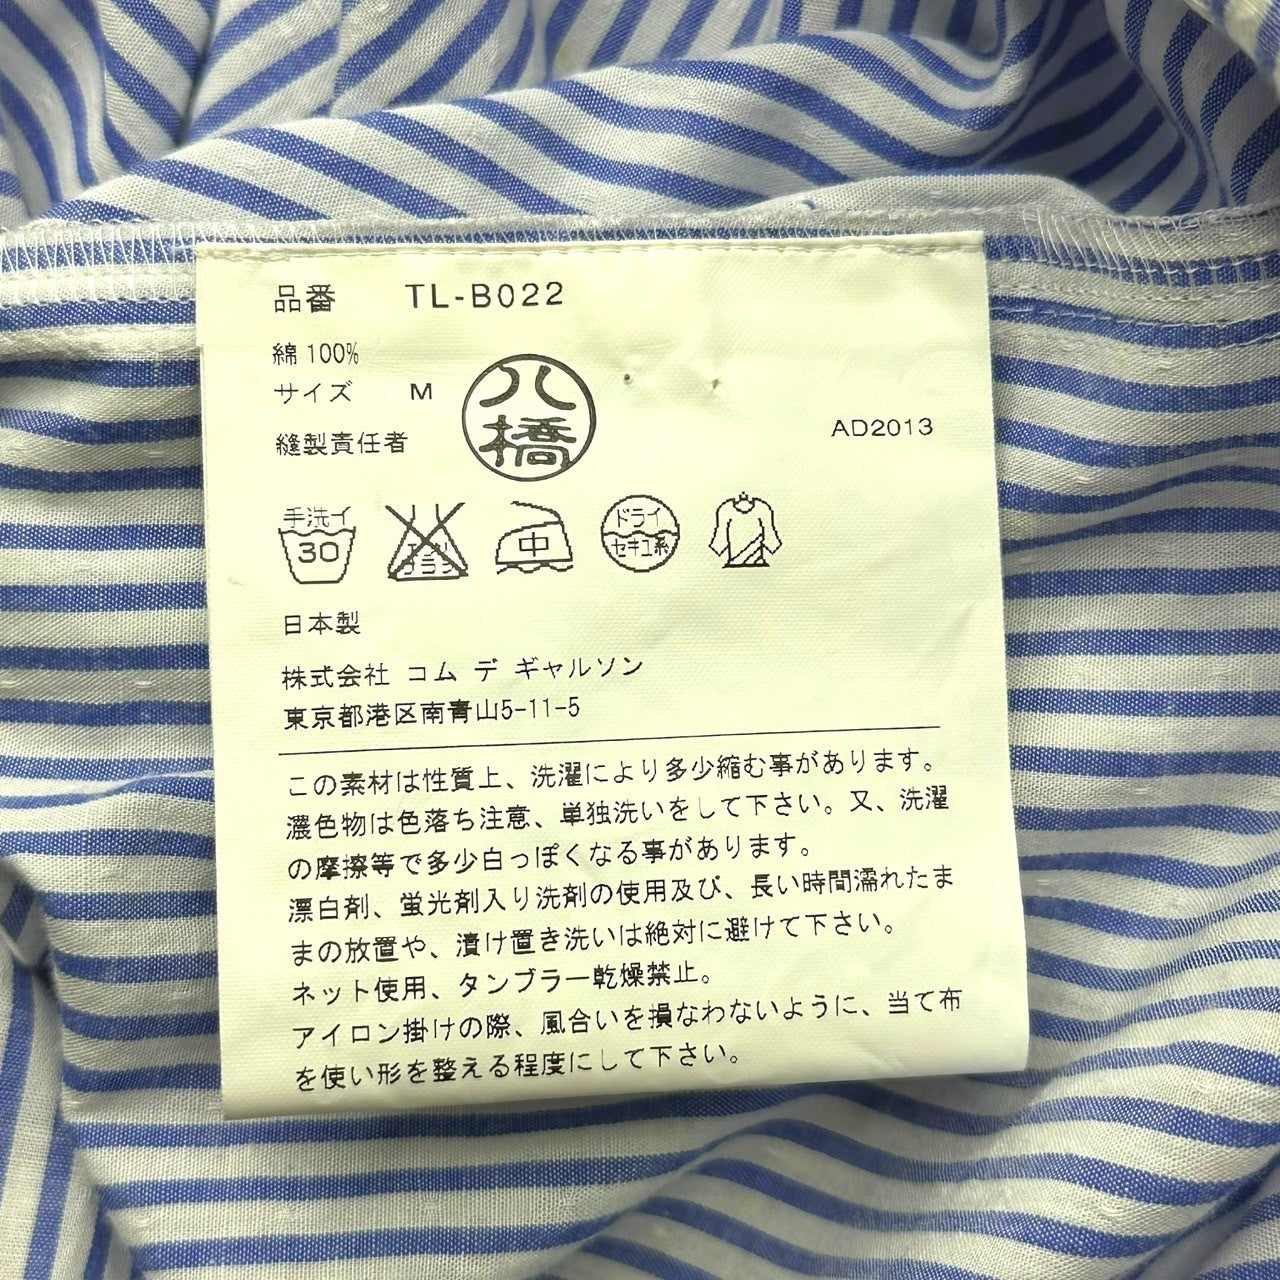 品番 TL-B022
綿 100%
サイズ M
八橋
縫製責任者
AD2013
手洗イ
30
エンソ
サラシ
中
ドライ
セキユ系
日本製
株式会社 コム デ ギャルソン
東京都港区南青山5-11-5
この素材は性質上、洗濯により多少縮む事があります。
濃色物は色落ち注意、単独洗いをして下さい。又、洗濯
の摩擦等で多少白っぽくなる事があります。
漂白剤、蛍光剤入り洗剤の使用及び、長い時間濡れたま
まの放置や、漬け置き洗いは絶対に避けて下さい。
ネット使用、タンブラー乾燥禁止。
アイロン掛けの際、風合いを損なわないように、当て布
を使い形を整える程度にして下さい。